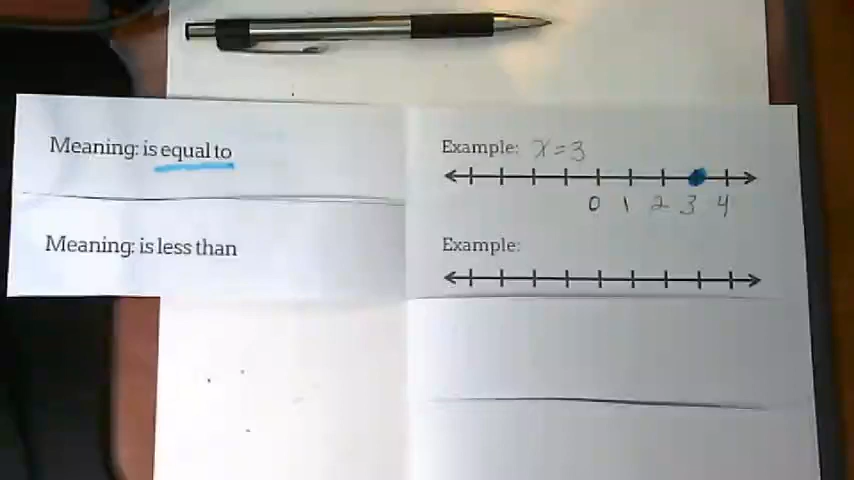 Meaning: is equal to
Example: x=3
0 1 2 3 4
Meaning: is less than
Example: